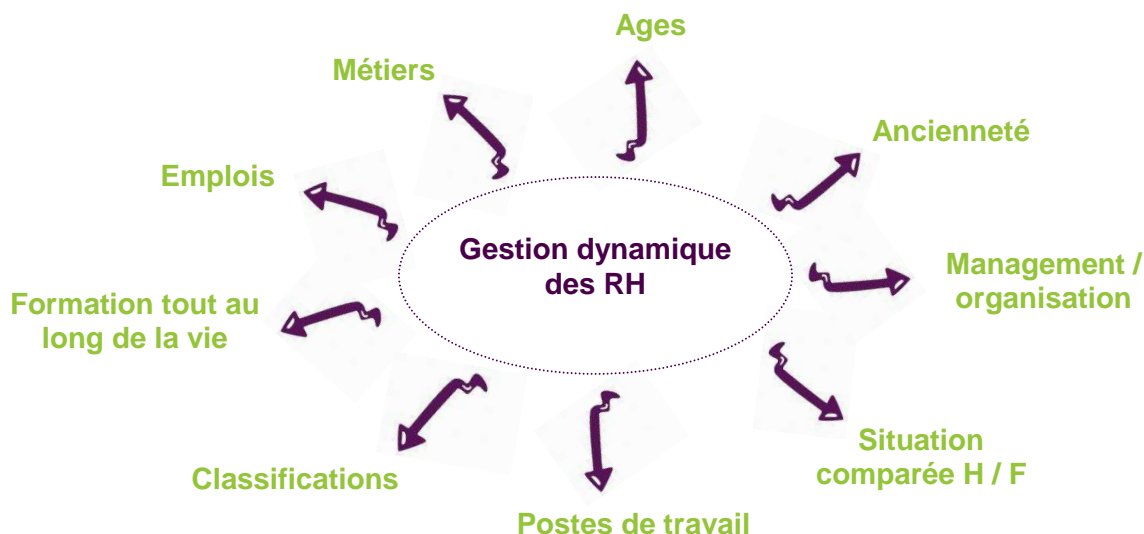 Ages
Métiers
Ancienneté
Emplois
Gestion dynamique
des RH
Management /
organisation
Formation tout au
long de la vie
Situation
comparée H / F
Classifications
Postes de travail